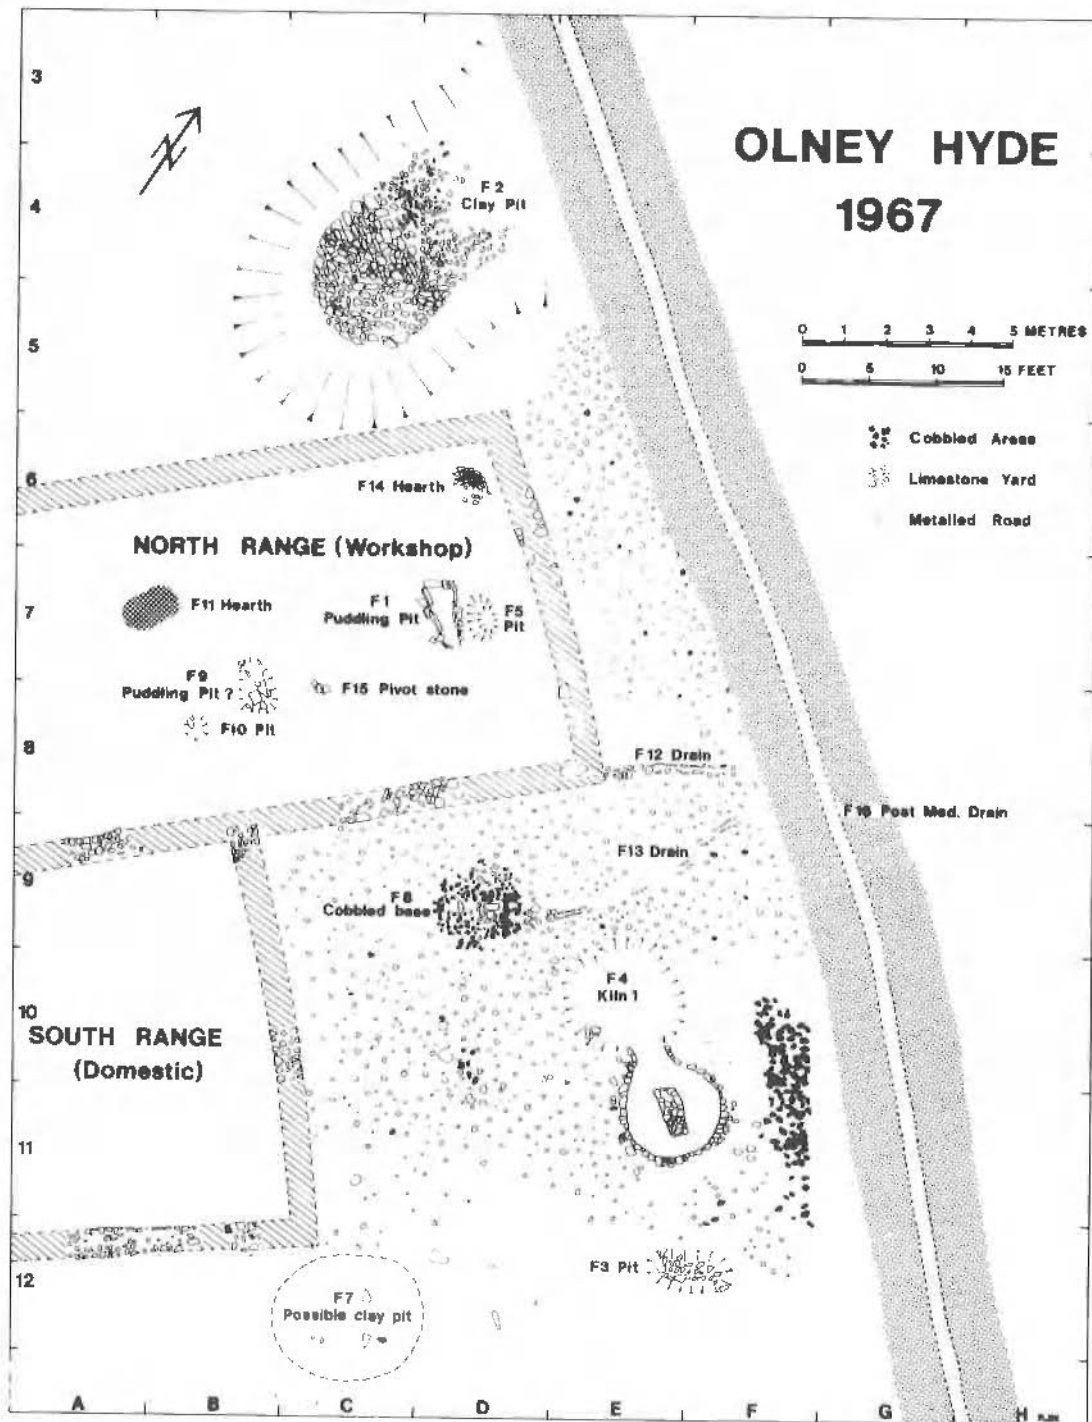 OLNEY HYDE
1967
3
4
5
6
7
8
9
10
11
12
N
F 2
Clay Pit
0 1 2 3 4 5 METRES
0 5 10 15 FEET
Cobbled Areas
Limestone Yard
Metalled Road
F14 Hearth
NORTH RANGE (Workshop)
F11 Hearth
F1
Puddling Pit
F5
Pit
F9
Puddling Pit ?
F15 Pivot stone
F10 Pit
F12 Drain
F16 Post Med. Drain
F13 Drain
F8
Cobbled base
F4
Kiln 1
SOUTH RANGE
(Domestic)
F3 Pit
F7
Possible clay pit
A B C D E F G H